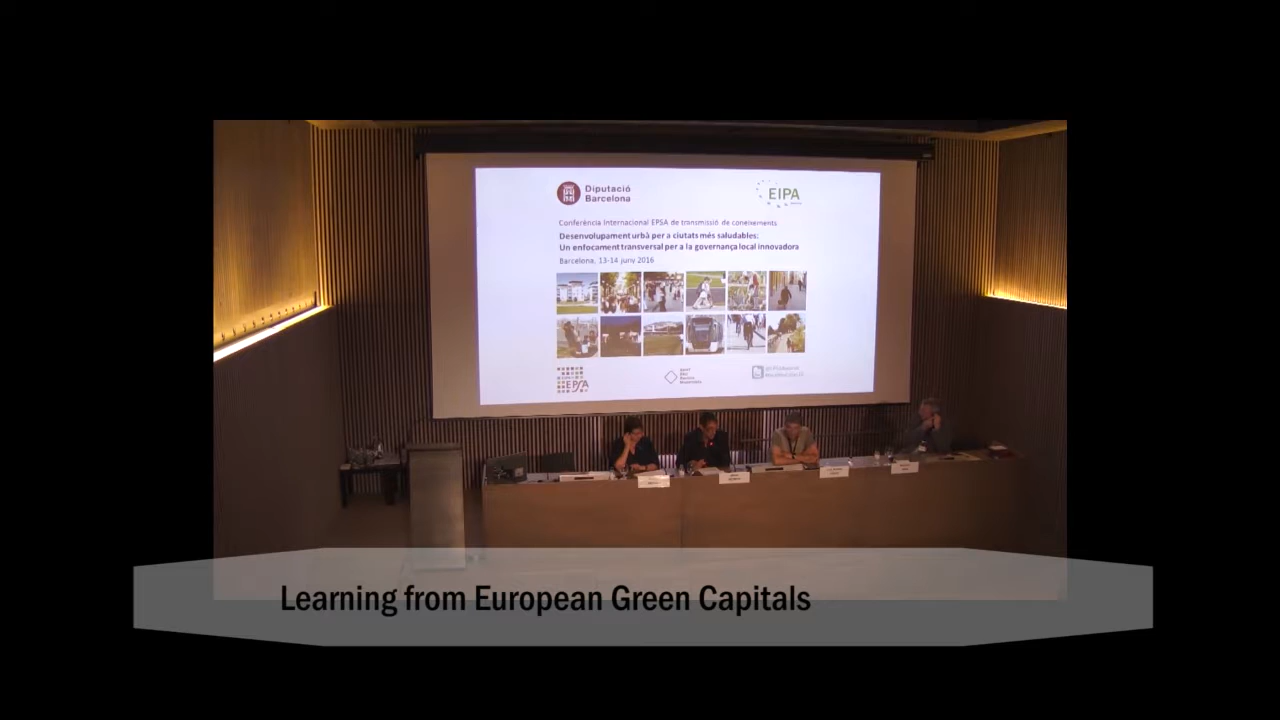 Diputació
Barcelona
EIPA
Conferència Internacional EPSA de transmissió de coneixements
Desenvolupament urbà per a ciutats més saludables:
Un enfocament transversal per a la governança local innovadora
Barcelona, 13-14 juny 2016
EPSA
Learning from European Green Capitals